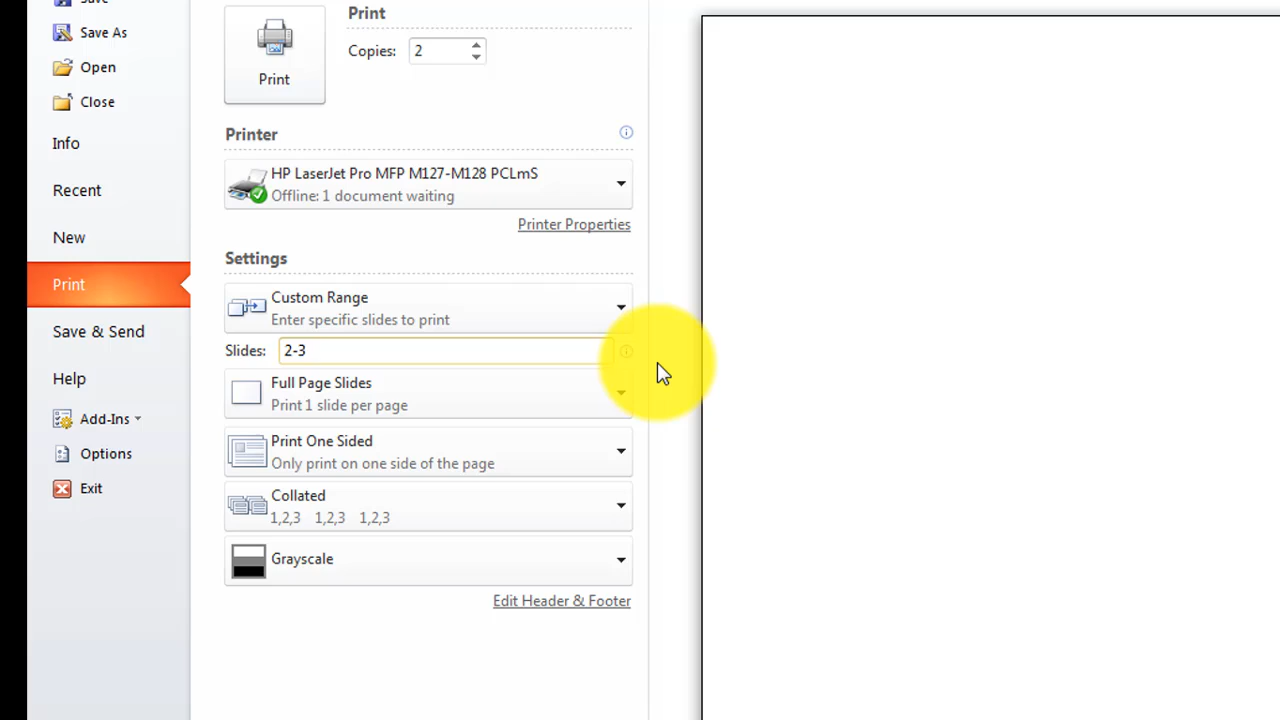 Save
Save As
Open
Close
Info
Recent
New
Print
Save & Send
Help
Add-Ins
Options
Exit
Print
Print
Copies: 2
Printer
HP LaserJet Pro MFP M127-M128 PCLmS
Offline: 1 document waiting
Printer Properties
Settings
Custom Range
Enter specific slides to print
Slides: 2-3
Full Page Slides
Print 1 slide per page
Print One Sided
Only print on one side of the page
Collated
1,2,3 1,2,3 1,2,3
Grayscale
Edit Header & Footer